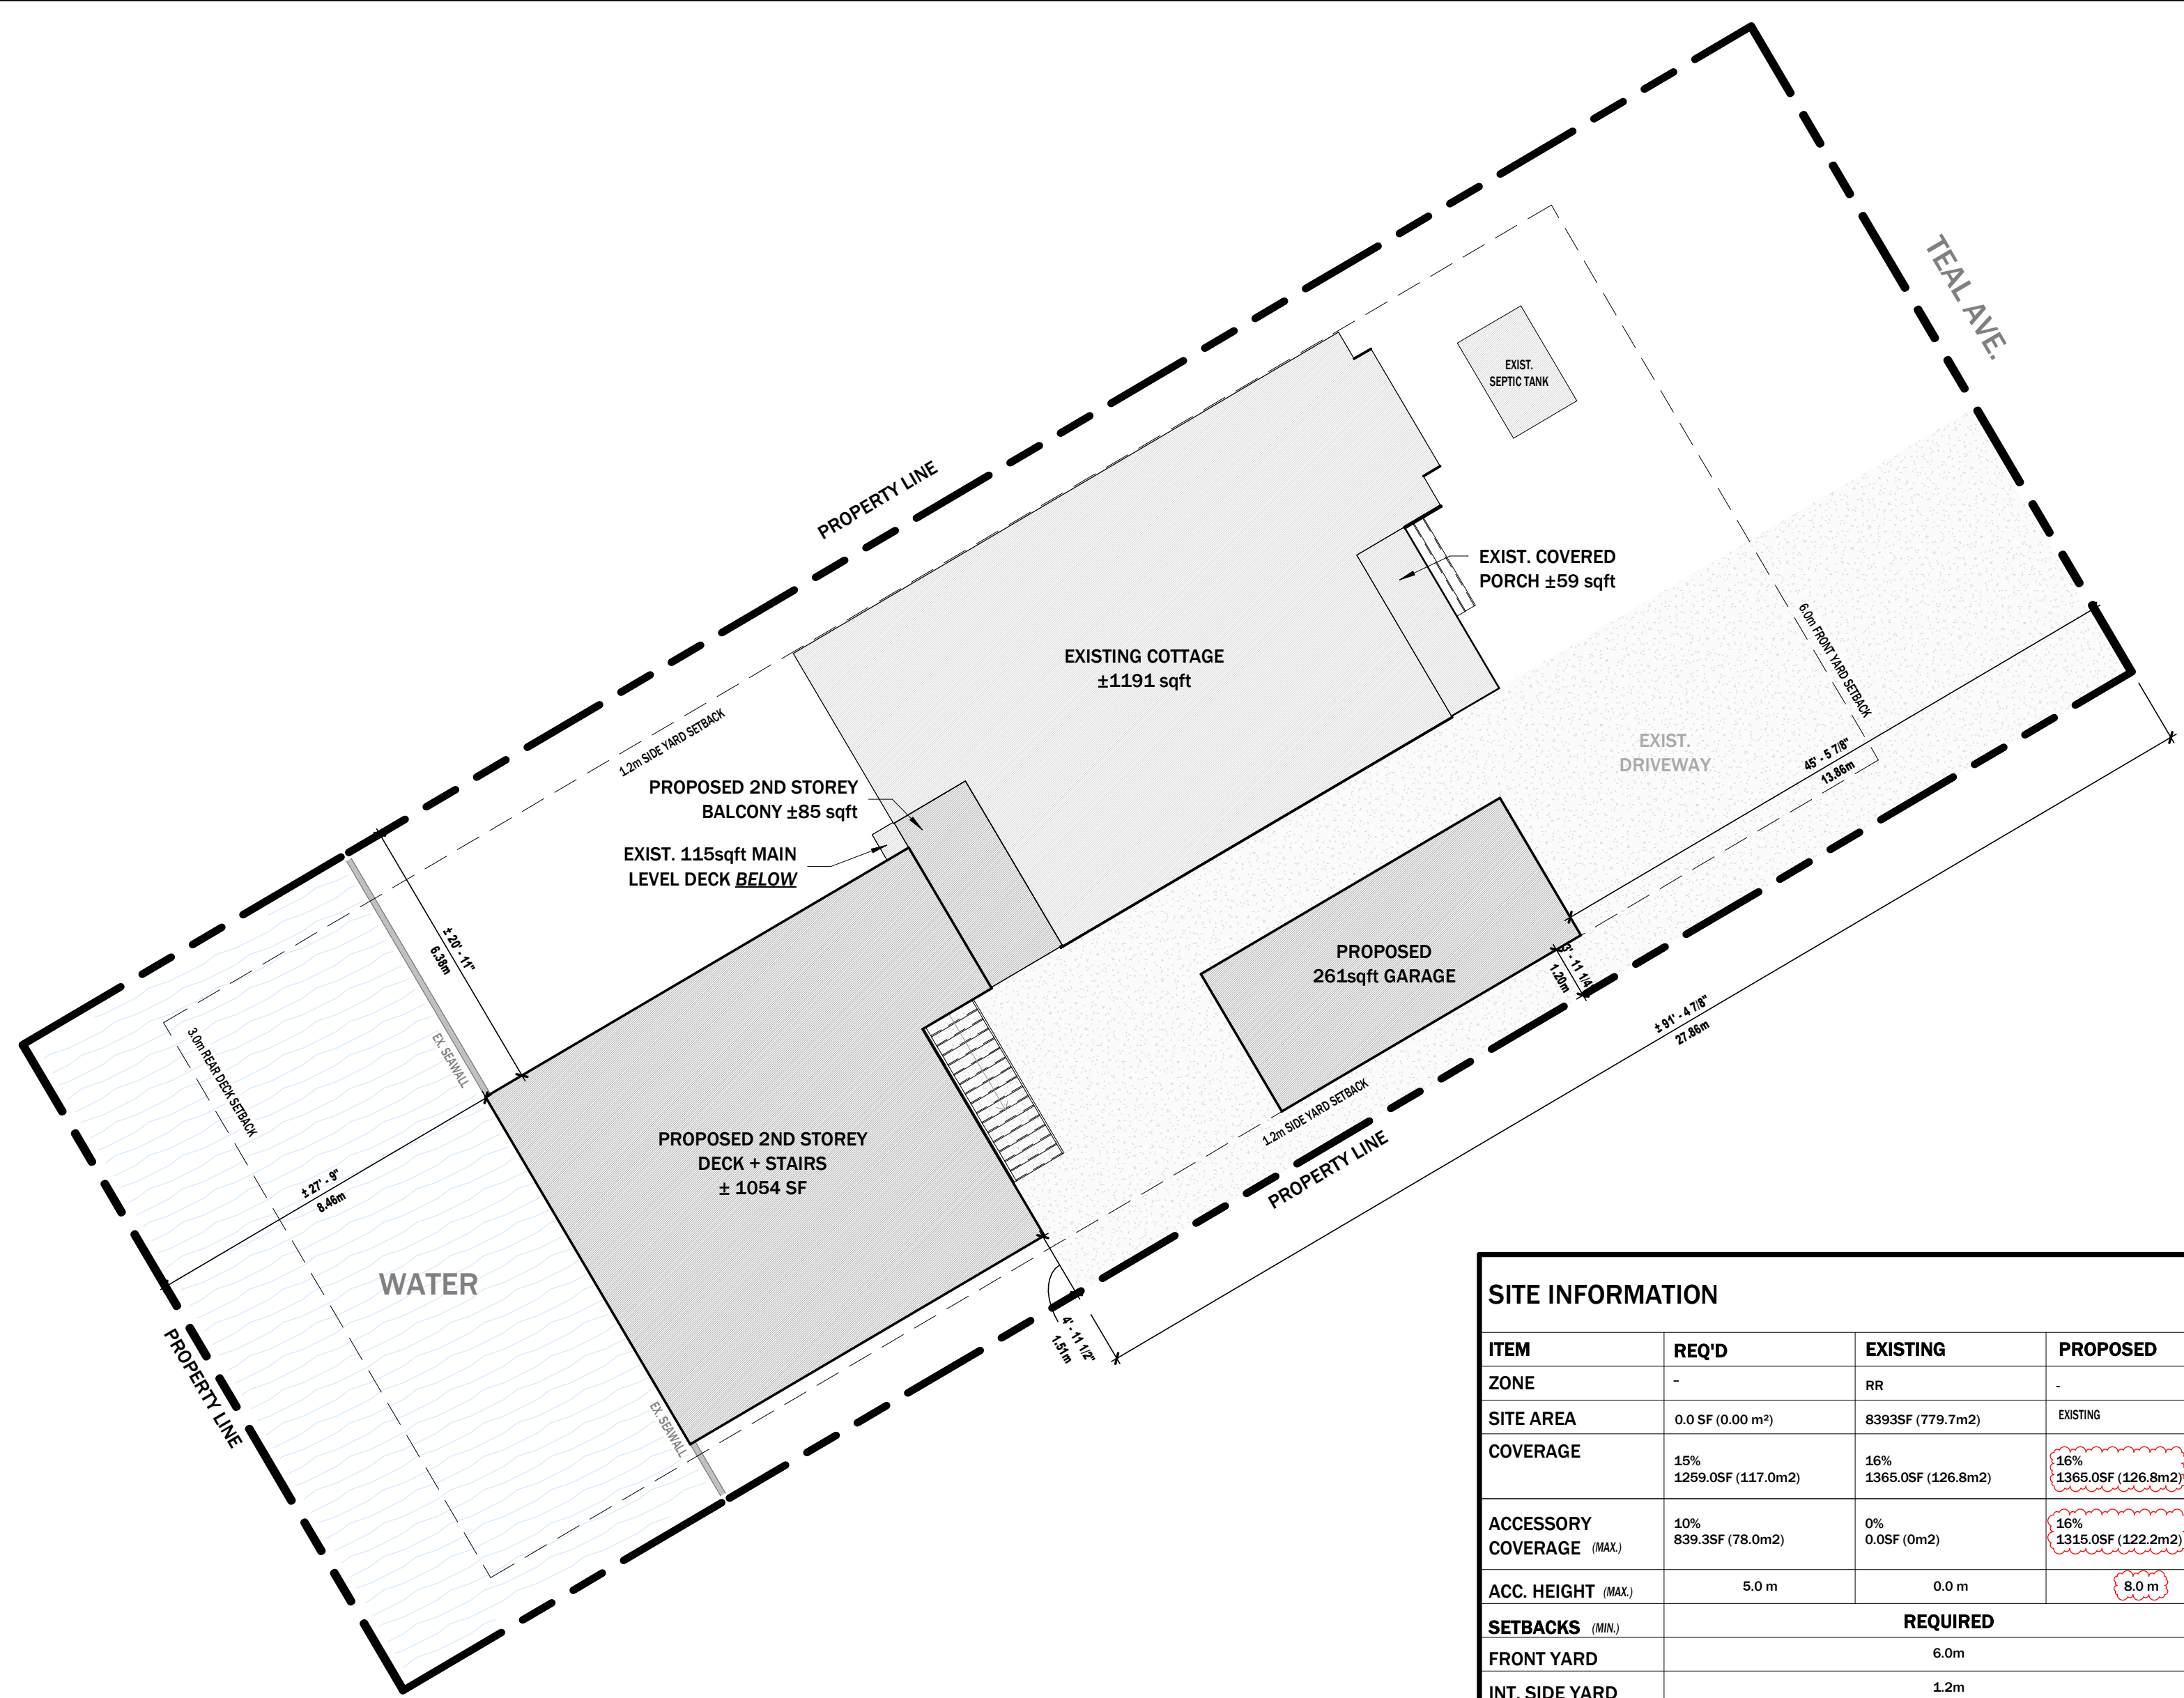 TEAL AVE.
EXIST.
SEPTIC TANK
PROPERTY LINE
EXIST. COVERED
PORCH ±59 sqft
6.0m FRONT YARD SETBACK
EXISTING COTTAGE
±1191 sqft
1.2m SIDE YARD SETBACK
EXIST.
DRIVEWAY
45' - 5 7/8"
13.86m
PROPOSED 2ND STOREY
BALCONY ±85 sqft
EXIST. 115sqft MAIN
LEVEL DECK BELOW
± 20' - 11"
6.38m
PROPOSED
261sqft GARAGE
3' - 11 1/4
1.20m
± 91' - 4 7/8"
27.86m
EX. SEAWALL
3.0m REAR DECK SETBACK
1.2m SIDE YARD SETBACK
PROPERTY LINE
PROPOSED 2ND STOREY
DECK + STAIRS
± 1054 SF
± 27' - 9"
8.46m
WATER
PROPERTY LINE
4' - 11 1/2"
1.51m
EX. SEAWALL
SITE INFORMATION
ITEM REQ'D EXISTING PROPOSED
ZONE - RR -
SITE AREA 0.0 SF (0.00 m²) 8393SF (779.7m2) EXISTING
COVERAGE 15% 16% 16%
1259.0SF (117.0m2) 1365.0SF (126.8m2) 1365.0SF (126.8m2)
ACCESSORY 10% 0% 16%
COVERAGE (MAX.) 839.3SF (78.0m2) 0.0SF (0m2) 1315.0SF (122.2m2)
ACC. HEIGHT (MAX.) 5.0 m 0.0 m 8.0 m
SETBACKS (MIN.) REQUIRED
FRONT YARD 6.0m
INT. SIDE YARD 1.2m